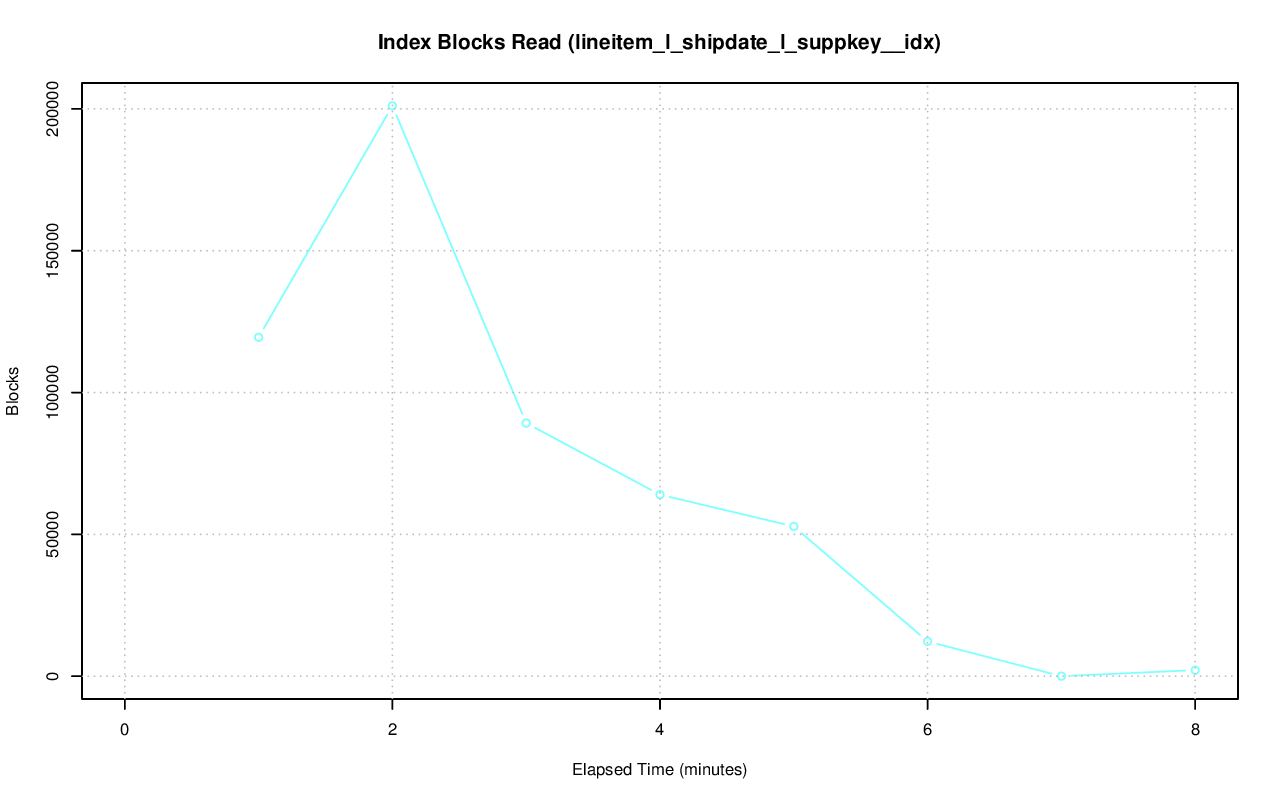 Index Blocks Read (lineitem_l_shipdate_l_suppkey__idx)
200000
150000
100000
50000
0
Blocks
0 2 4 6 8
Elapsed Time (minutes)